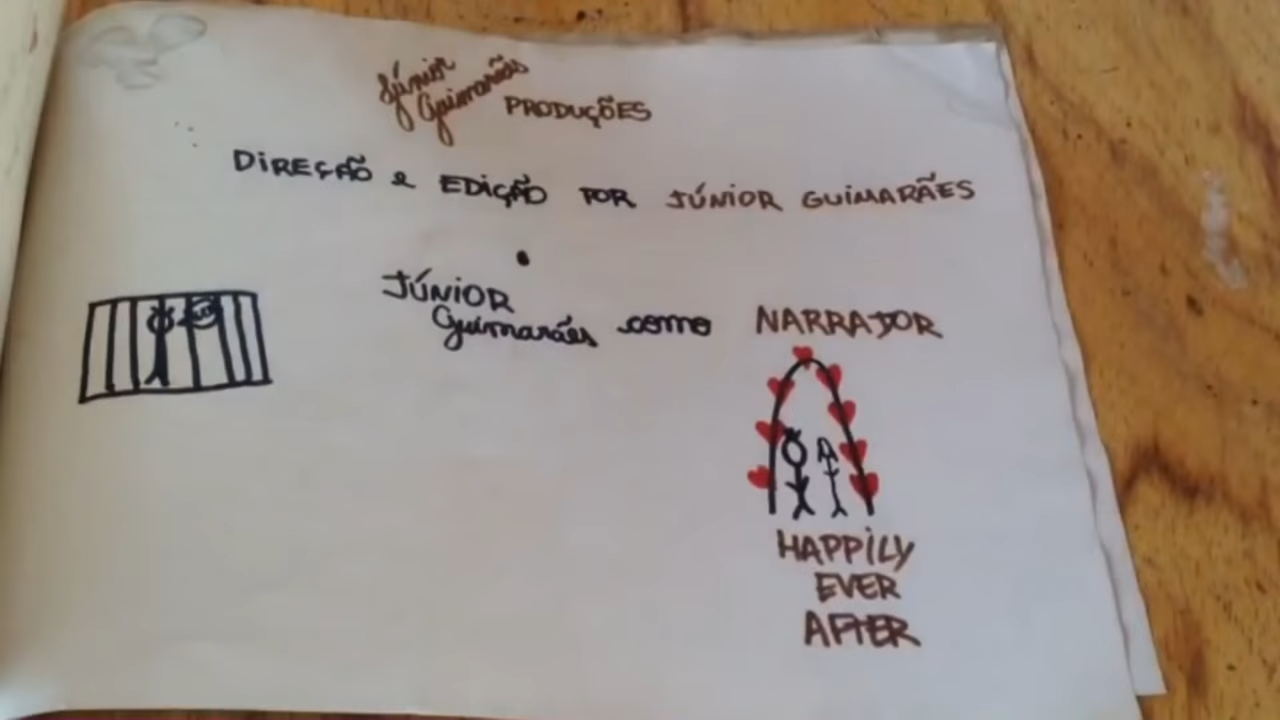 Júnior
Guimarães PRODUÇÕES
DIREÇÃO e EDIÇÃO POR JÚNIOR GUIMARÃES
JÚNIOR
Guimarães como NARRADOR
HAPPILY
EVER
AFTER